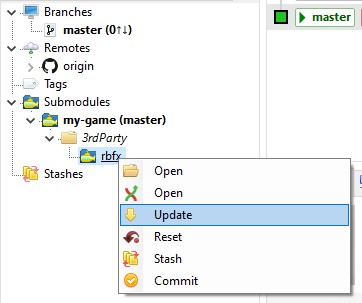 Branches
master (0↑↓)
Remotes
origin
Tags
Submodules
my-game (master)
3rdParty
rbfx
Stashes
Open
Open
Update
Reset
Stash
Commit
master